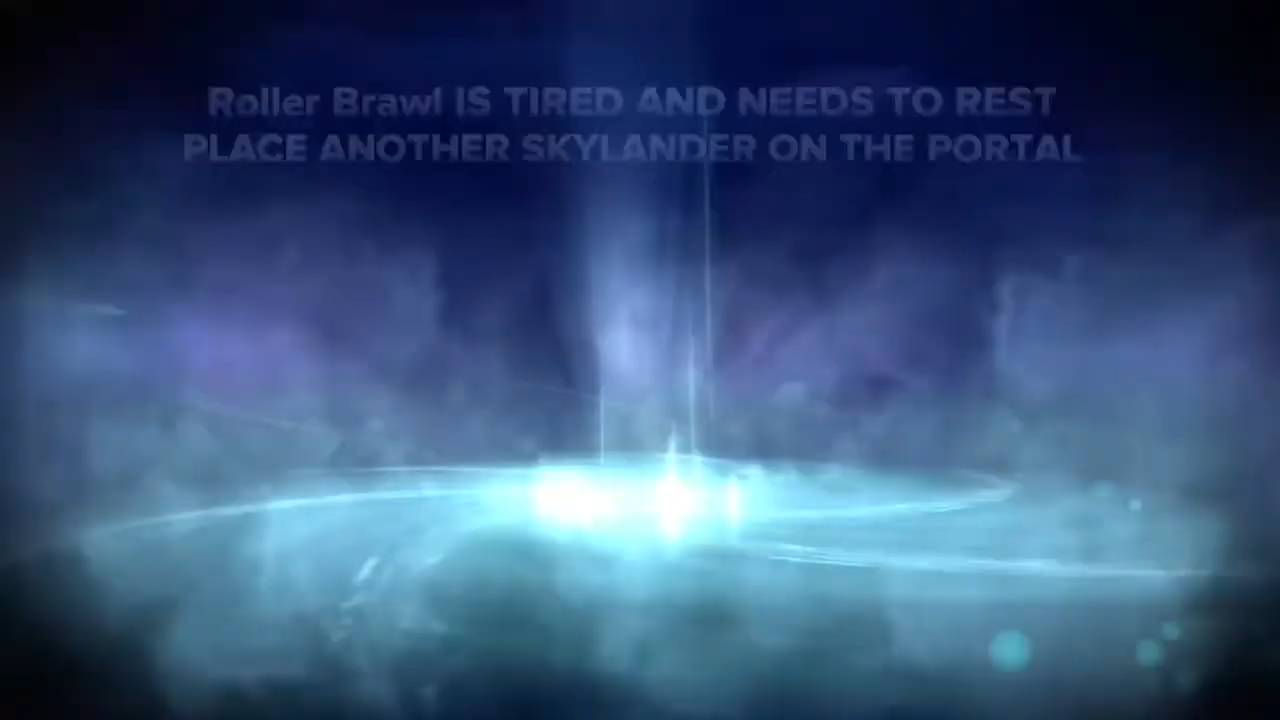 Roller Brawl IS TIRED AND NEEDS TO REST
PLACE ANOTHER SKYLANDER ON THE PORTAL